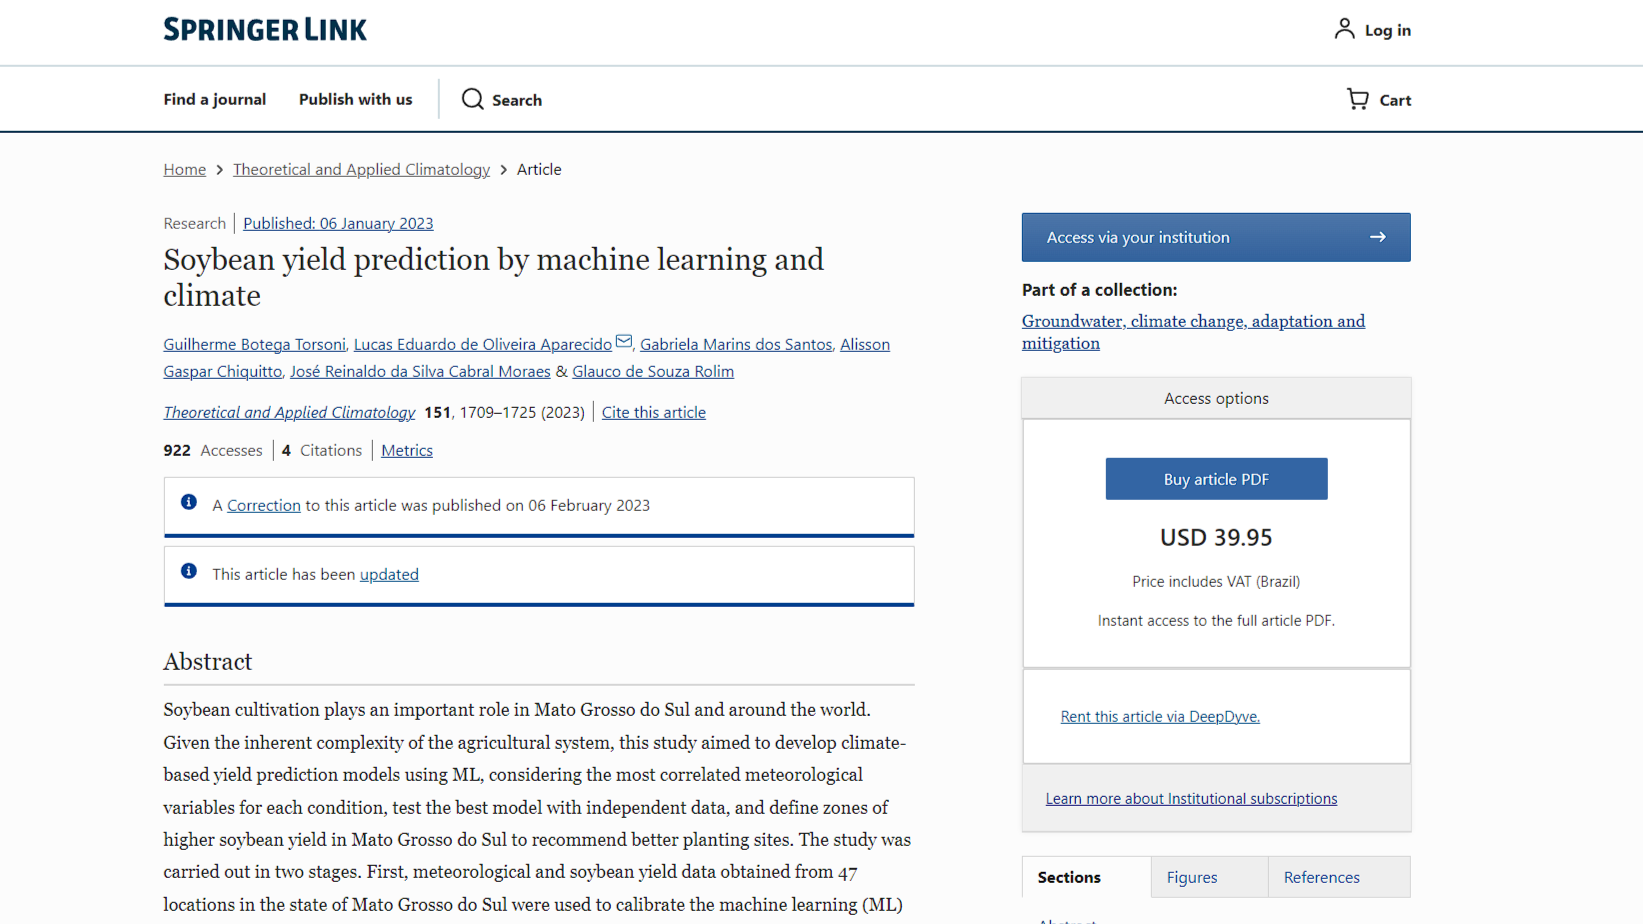 SPRINGER LINK
Log in
Find a journal
Publish with us
Search
Cart
Home > Theoretical and Applied Climatology > Article
Research | Published: 06 January 2023
Soybean yield prediction by machine learning and
climate
Guilherme Botega Torsoni, Lucas Eduardo de Oliveira Aparecido, Gabriela Marins dos Santos, Alisson
Gaspar Chiquitto, José Reinaldo da Silva Cabral Moraes & Glauco de Souza Rolim
Theoretical and Applied Climatology 151, 1709–1725 (2023) | Cite this article
922 Accesses | 4 Citations | Metrics
A Correction to this article was published on 06 February 2023
This article has been updated
Abstract
Soybean cultivation plays an important role in Mato Grosso do Sul and around the world.
Given the inherent complexity of the agricultural system, this study aimed to develop climate-
based yield prediction models using ML, considering the most correlated meteorological
variables for each condition, test the best model with independent data, and define zones of
higher soybean yield in Mato Grosso do Sul to recommend better planting sites. The study was
carried out in two stages. First, meteorological and soybean yield data obtained from 47
locations in the state of Mato Grosso do Sul were used to calibrate the machine learning (ML)
Access via your institution →
Part of a collection:
Groundwater, climate change, adaptation and
mitigation
Access options
Buy article PDF
USD 39.95
Price includes VAT (Brazil)
Instant access to the full article PDF.
Rent this article via DeepDyve.
Learn more about Institutional subscriptions
Sections
Figures
References
Abstract